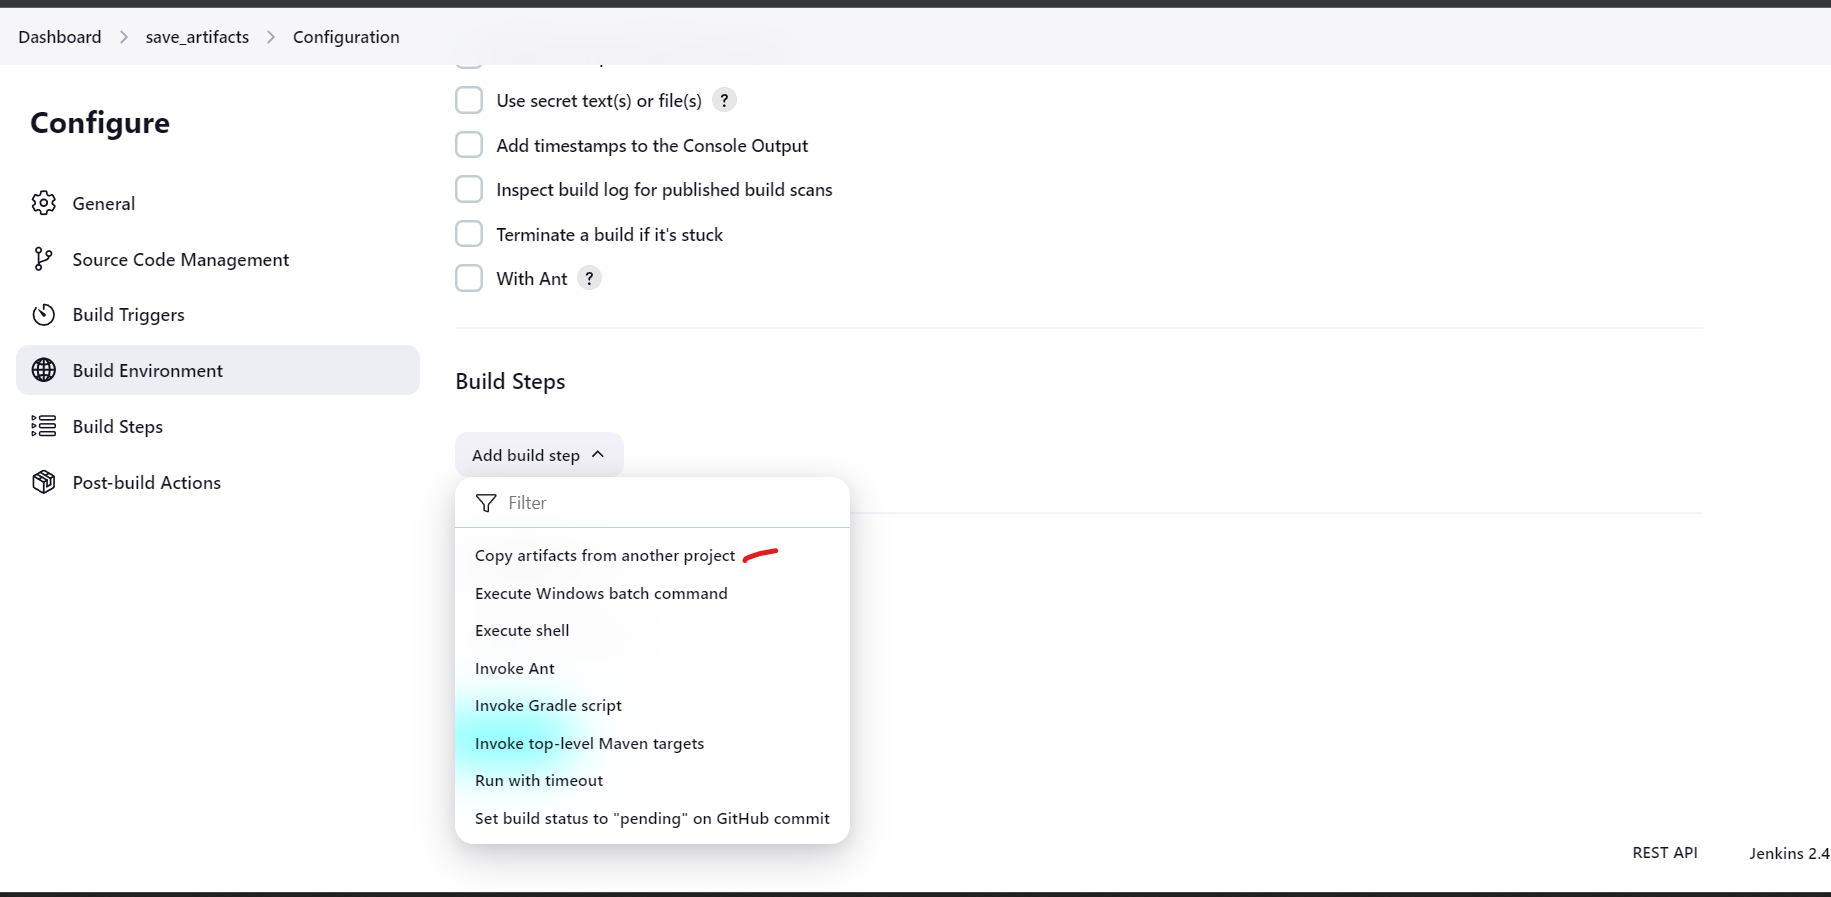 Dashboard > save_artifacts > Configuration
Configure
General
Source Code Management
Build Triggers
Build Environment
Build Steps
Post-build Actions
Use secret text(s) or file(s) ?
Add timestamps to the Console Output
Inspect build log for published build scans
Terminate a build if it's stuck
With Ant ?
Build Steps
Add build step
Filter
Copy artifacts from another project
Execute Windows batch command
Execute shell
Invoke Ant
Invoke Gradle script
Invoke top-level Maven targets
Run with timeout
Set build status to "pending" on GitHub commit
REST API
Jenkins 2.4